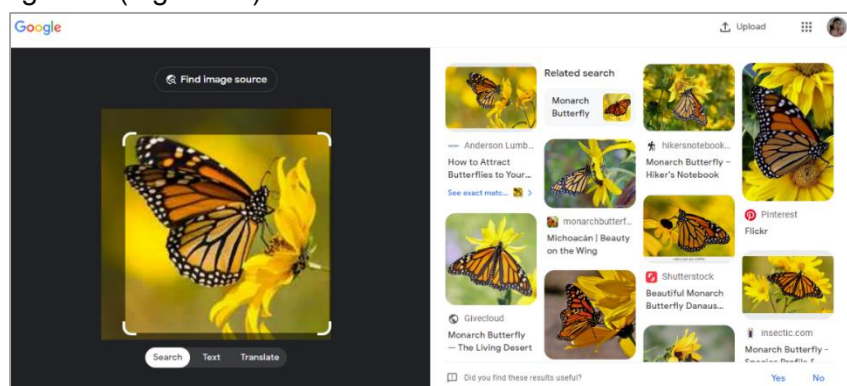 Google
Upload
Find image source
Search Text Translate
Anderson Lumb...
How to Attract
Butterflies to Your...
See exact matc...
Givecloud
Monarch Butterfly
— The Living Desert
Related search
Monarch
Butterfly
monarchbutterf...
Michoacán | Beauty
on the Wing
hikersnotebook...
Monarch Butterfly –
Hiker's Notebook
Shutterstock
Beautiful Monarch
Butterfly Danaus...
Pinterest
Flickr
insectic.com
Monarch Butterfly -
Did you find these results useful?
Yes No